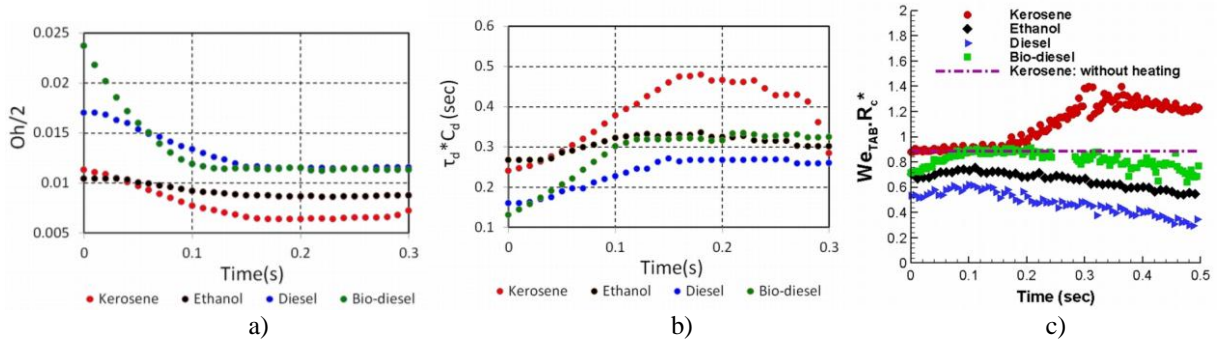 0.025
0.02
0.015
0.01
0.005
Oh/2
0
0.1
0.2
0.3
Time(s)
Kerosene
Ethanol
Diesel
Bio-diesel
a)
0.6
0.5
0.4
0.3
0.2
0.1
τd*Cd (sec)
0
0.1
0.2
0.3
Time(s)
Kerosene
Ethanol
Diesel
Bio-diesel
b)
2
1.8
1.6
1.4
1.2
1
0.8
0.6
0.4
0.2
0
WeTAB.Rc*
Kerosene
Ethanol
Diesel
Bio-diesel
Kerosene: without heating
0
0.1
0.2
0.3
0.4
0.5
Time (sec)
c)